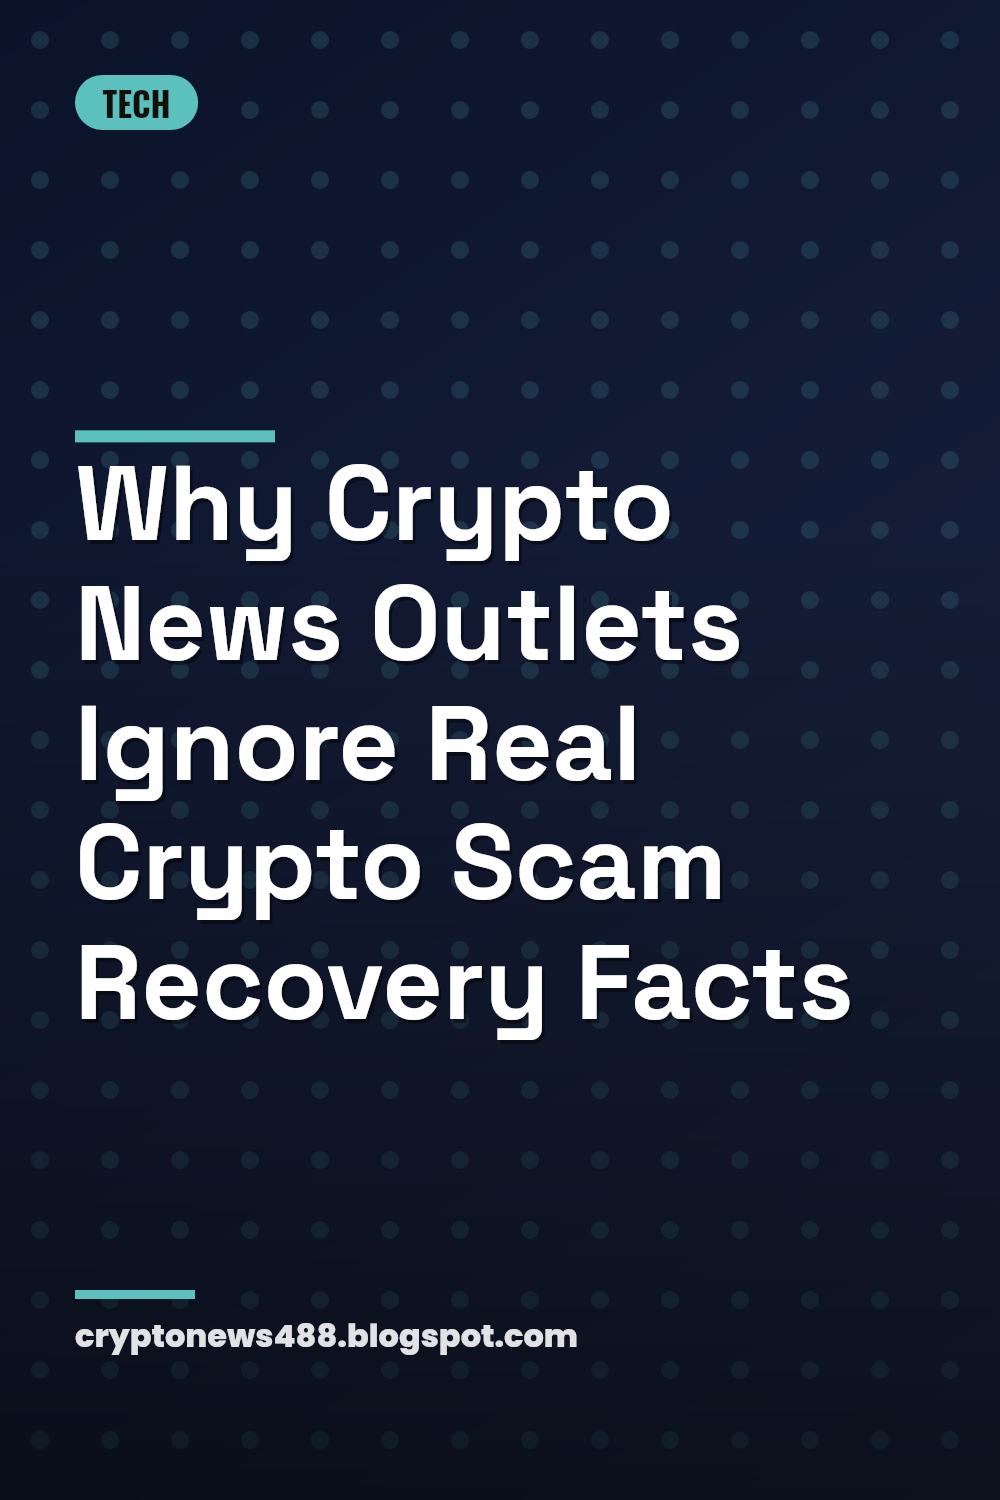 TECH
Why Crypto
News Outlets
Ignore Real
Crypto Scam
Recovery Facts
cryptonews488.blogspot.com